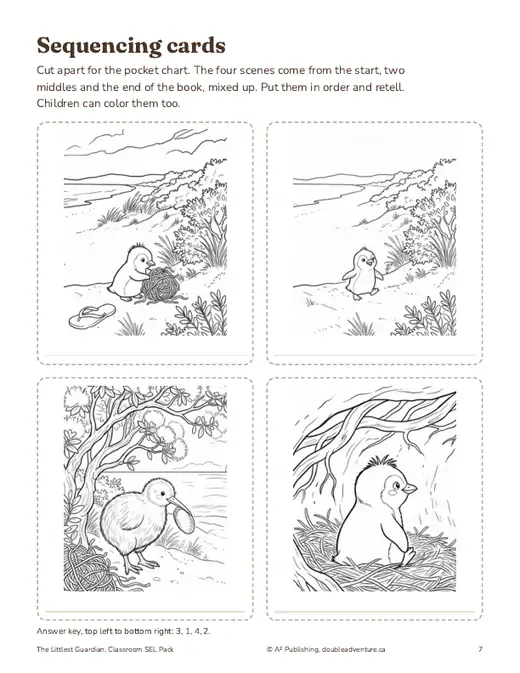 Sequencing cards
Cut apart for the pocket chart. The four scenes come from the start, two
middles and the end of the book, mixed up. Put them in order and retell.
Children can color them too.
Answer key, top left to bottom right: 3, 1, 4, 2.
The Littlest Guardian, Classroom SEL Pack
© A² Publishing, doubleadventure.ca
7